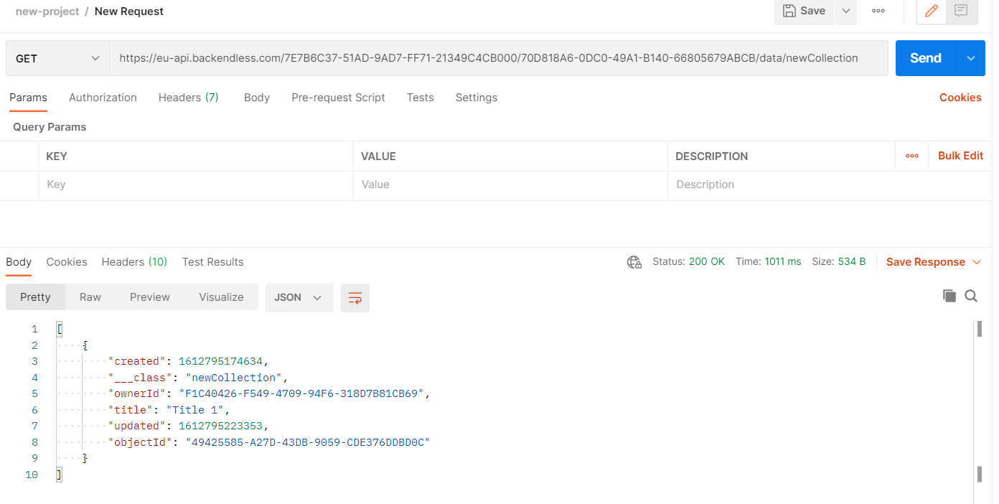 new-project / New Request
Save
GET
https://eu-api.backendless.com/7E7B6C37-51AD-9AD7-FF71-21349C4CB000/70D818A6-0DC0-49A1-B140-66805679ABCB/data/newCollection
Send
Params Authorization Headers (7) Body Pre-request Script Tests Settings Cookies
Query Params
KEY VALUE DESCRIPTION Bulk Edit
Key Value Description
Body Cookies Headers (10) Test Results Status: 200 OK Time: 1011 ms Size: 534 B Save Response
Pretty Raw Preview Visualize JSON
1 [
2 {
3 "created": 1612795174634,
4 "___class": "newCollection",
5 "ownerId": "F1C40426-F549-4709-94F6-318D7B81CB69",
6 "title": "Title 1",
7 "updated": 1612795223353,
8 "objectId": "49425585-A27D-43DB-9059-CDE376DDBD0C"
9 }
10 ]